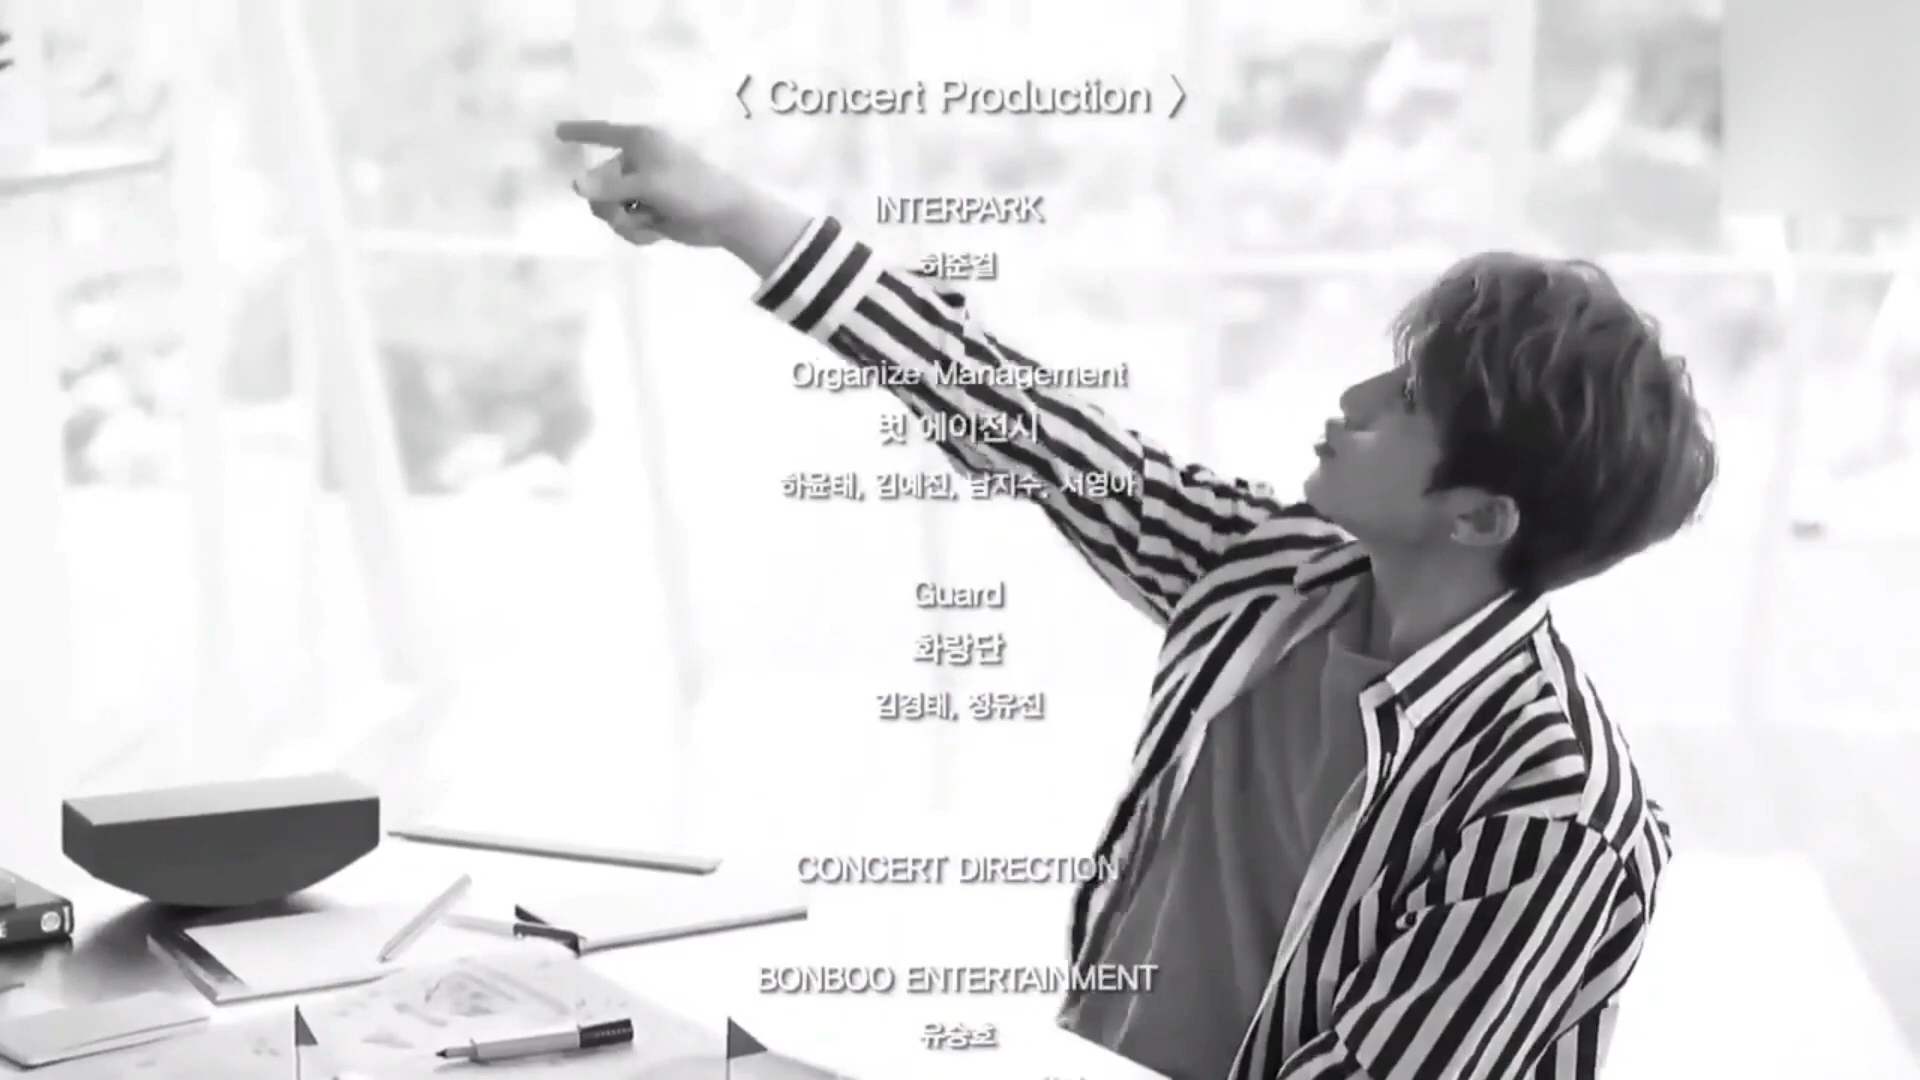 〈 Concert Production 〉
INTERPARK
허준걸
Organize Management
벗 에이전시
하윤태, 김예진, 남지수, 서영아
Guard
화랑단
김경태, 정유진
CONCERT DIRECTION
BONBOO ENTERTAINMENT
유승호